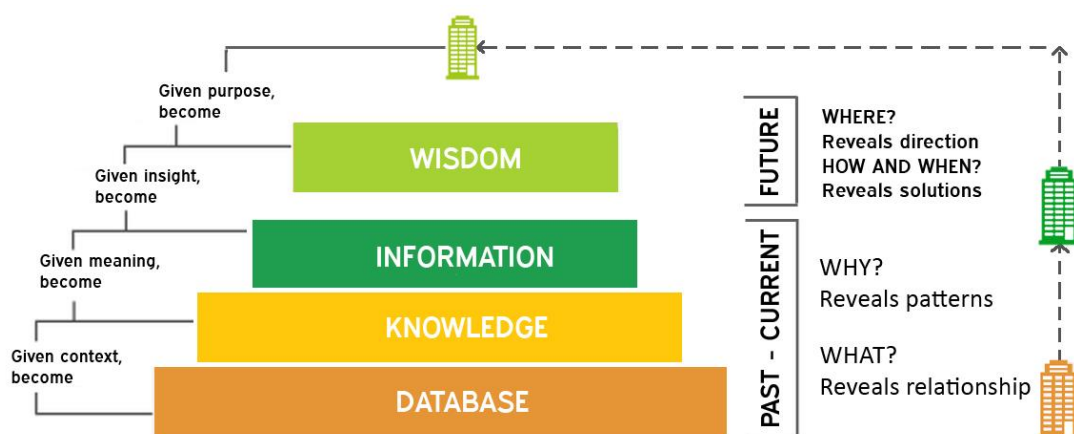 Given purpose,
become
WISDOM
Given insight,
become
INFORMATION
Given meaning,
become
KNOWLEDGE
Given context,
become
DATABASE
FUTURE
WHERE?
Reveals direction
HOW AND WHEN?
Reveals solutions
PAST - CURRENT
WHY?
Reveals patterns
WHAT?
Reveals relationship